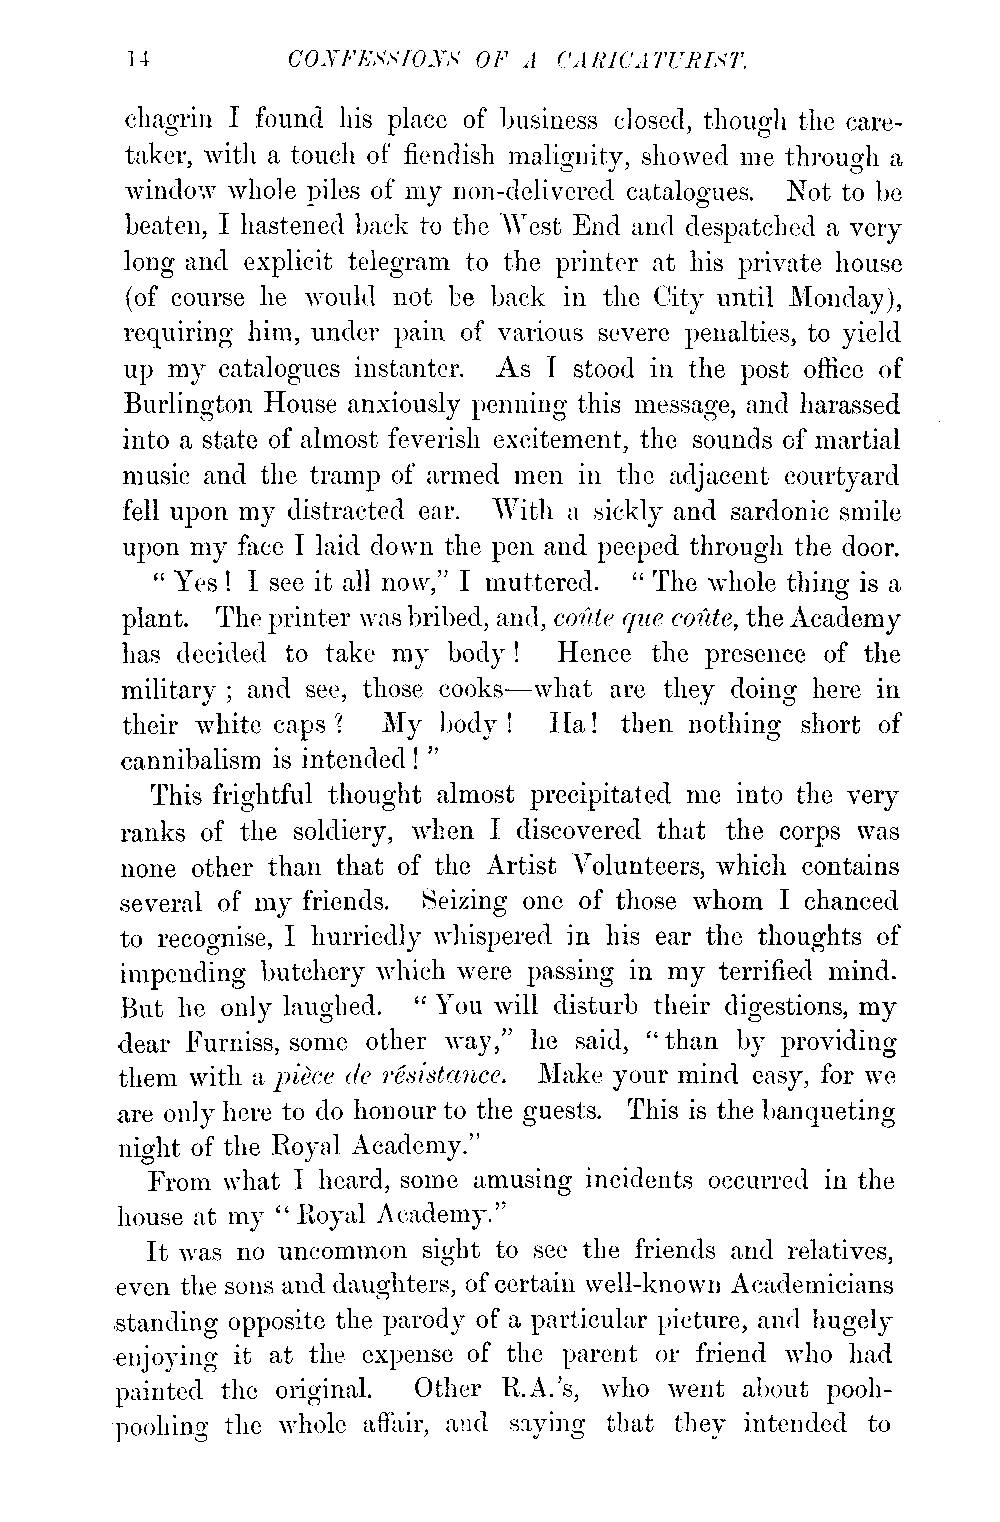 14 CONFESSIONS OF A CARICATURIST.
chagrin I found his place of business closed, though the care-
taker, with a touch of fiendish malignity, showed me through a
window whole piles of my non-delivered catalogues. Not to be
beaten, I hastened back to the West End and despatched a very
long and explicit telegram to the printer at his private house
(of course he would not be back in the City until Monday),
requiring him, under pain of various severe penalties, to yield
up my catalogues instanter. As I stood in the post office of
Burlington House anxiously penning this message, and harassed
into a state of almost feverish excitement, the sounds of martial
music and the tramp of armed men in the adjacent courtyard
fell upon my distracted ear. With a sickly and sardonic smile
upon my face I laid down the pen and peeped through the door.
“ Yes ! I see it all now,” I muttered. “ The whole thing is a
plant. The printer was bribed, and, coûte que coûte, the Academy
has decided to take my body ! Hence the presence of the
military ; and see, those cooks—what are they doing here in
their white caps ? My body ! Ha! then nothing short of
cannibalism is intended ! ”
This frightful thought almost precipitated me into the very
ranks of the soldiery, when I discovered that the corps was
none other than that of the Artist Volunteers, which contains
several of my friends. Seizing one of those whom I chanced
to recognise, I hurriedly whispered in his ear the thoughts of
impending butchery which were passing in my terrified mind.
But he only laughed. “ You will disturb their digestions, my
dear Furniss, some other way,” he said, “ than by providing
them with a pièce de résistance. Make your mind easy, for we
are only here to do honour to the guests. This is the banqueting
night of the Royal Academy.”
From what I heard, some amusing incidents occurred in the
house at my “ Royal Academy.”
It was no uncommon sight to see the friends and relatives,
even the sons and daughters, of certain well-known Academicians
standing opposite the parody of a particular picture, and hugely
enjoying it at the expense of the parent or friend who had
painted the original. Other R.A.’s, who went about pooh-
poohing the whole affair, and saying that they intended to